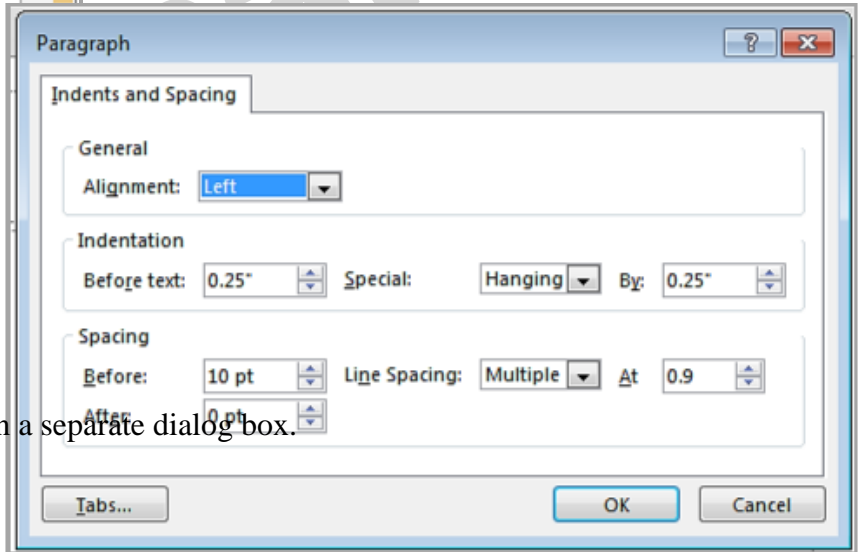 Paragraph
Indents and Spacing
General
Alignment: Left
Indentation
Before text: 0.25" Special: Hanging By: 0.25"
Spacing
Before: 10 pt Line Spacing: Multiple At 0.9
After: 0 pt
a separate dialog box.
Tabs... OK Cancel